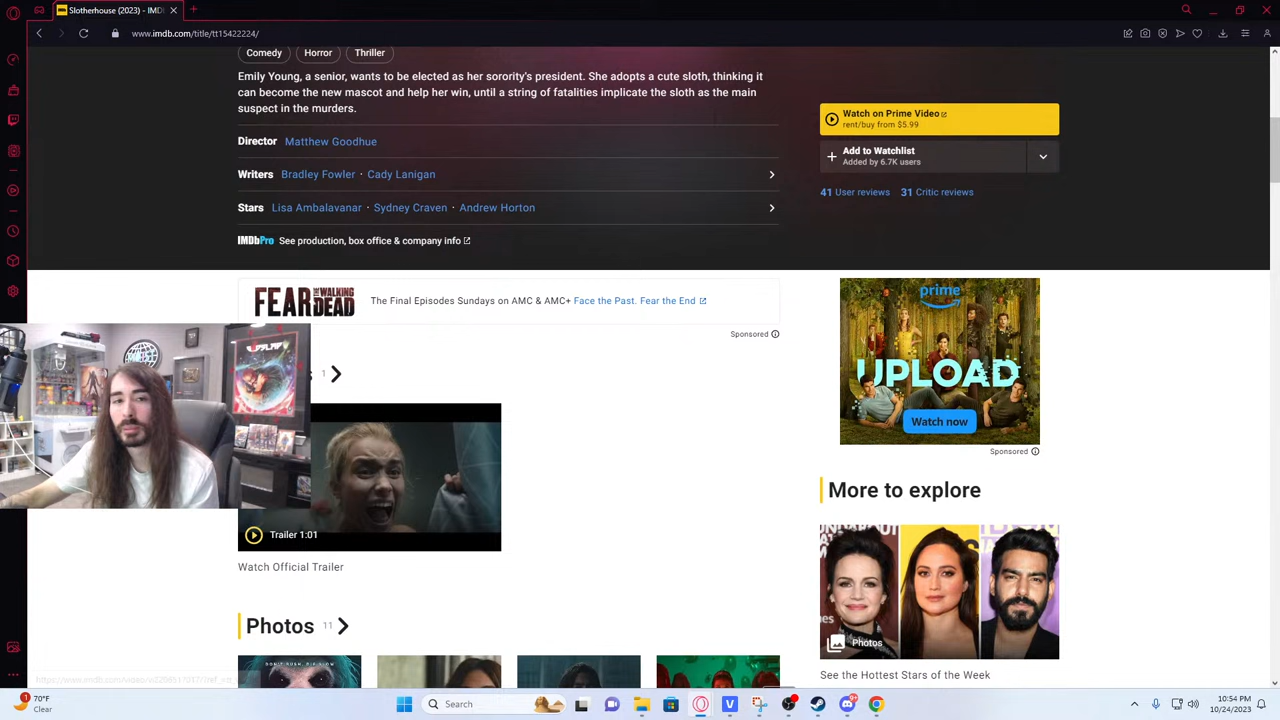 Slotherhouse (2023) - IMD
www.imdb.com/title/tt15422224/
Comedy
Horror
Thriller
Emily Young, a senior, wants to be elected as her sorority's president. She adopts a cute sloth, thinking it
can become the new mascot and help her win, until a string of fatalities implicate the sloth as the main
suspect in the murders.
Director Matthew Goodhue
Writers Bradley Fowler · Cady Lanigan
Stars Lisa Ambalavanar · Sydney Craven · Andrew Horton
IMDbPro See production, box office & company info
Watch on Prime Video
rent/buy from $5.99
+ Add to Watchlist
Added by 6.7K users
41 User reviews 31 Critic reviews
FEAR THE WALKING DEAD
The Final Episodes Sundays on AMC & AMC+ Face the Past. Fear the End
Sponsored
1
Trailer 1:01
Watch Official Trailer
Photos 11
DON'T RUSH, DIE SLOW
prime
UPLOAD
Watch now
Sponsored
More to explore
Photos
See the Hottest Stars of the Week
1
70°F
Clear
Search
10:54 PM
10/24/2023